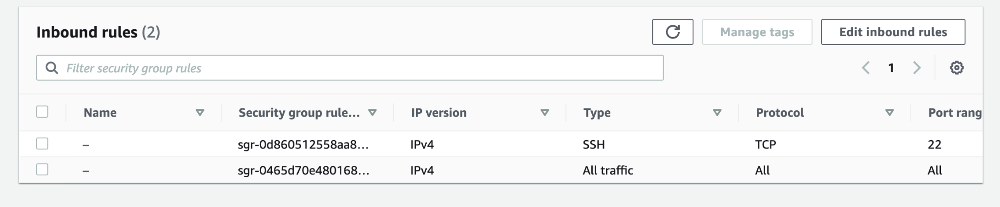 Inbound rules (2)
Manage tags
Edit inbound rules
Filter security group rules
1
Name Security group rule... IP version Type Protocol Port rang
– sgr-0d860512558aa8... IPv4 SSH TCP 22
– sgr-0465d70e480168... IPv4 All traffic All All